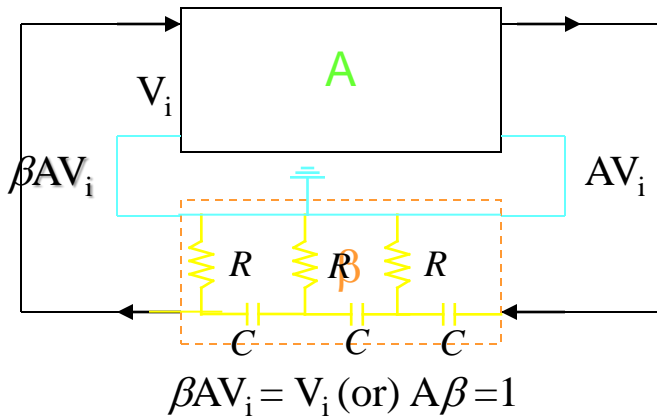 A
Vᵢ
βAVᵢ
AVᵢ
R R β R
C C C
βAVᵢ = Vᵢ (or) Aβ =1